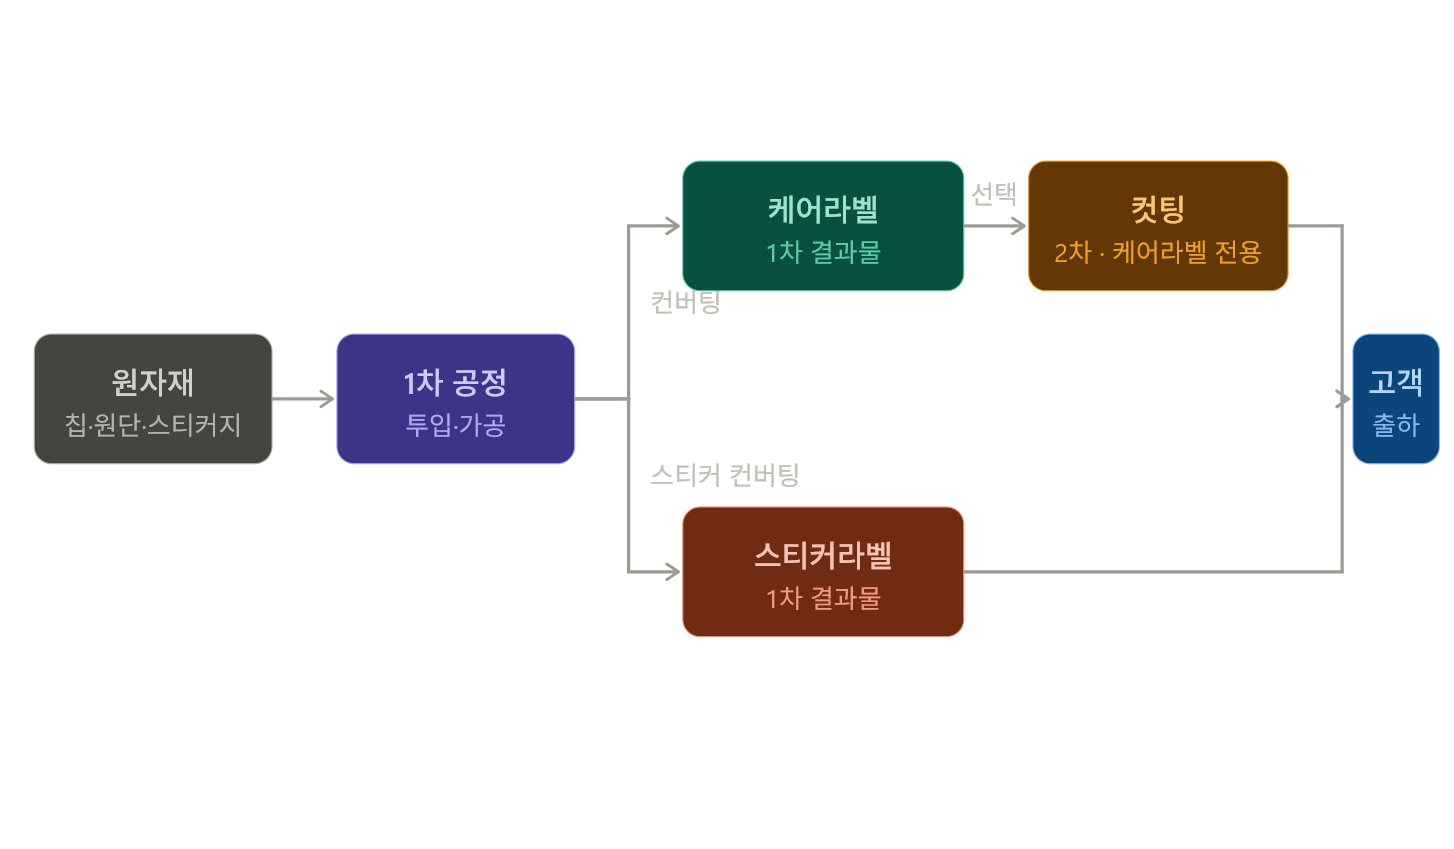 원자재
칩·원단·스티커지
1차 공정
투입·가공
컨버팅
스티커 컨버팅
케어라벨
1차 결과물
선택
컷팅
2차 · 케어라벨 전용
스티커라벨
1차 결과물
고객
출하